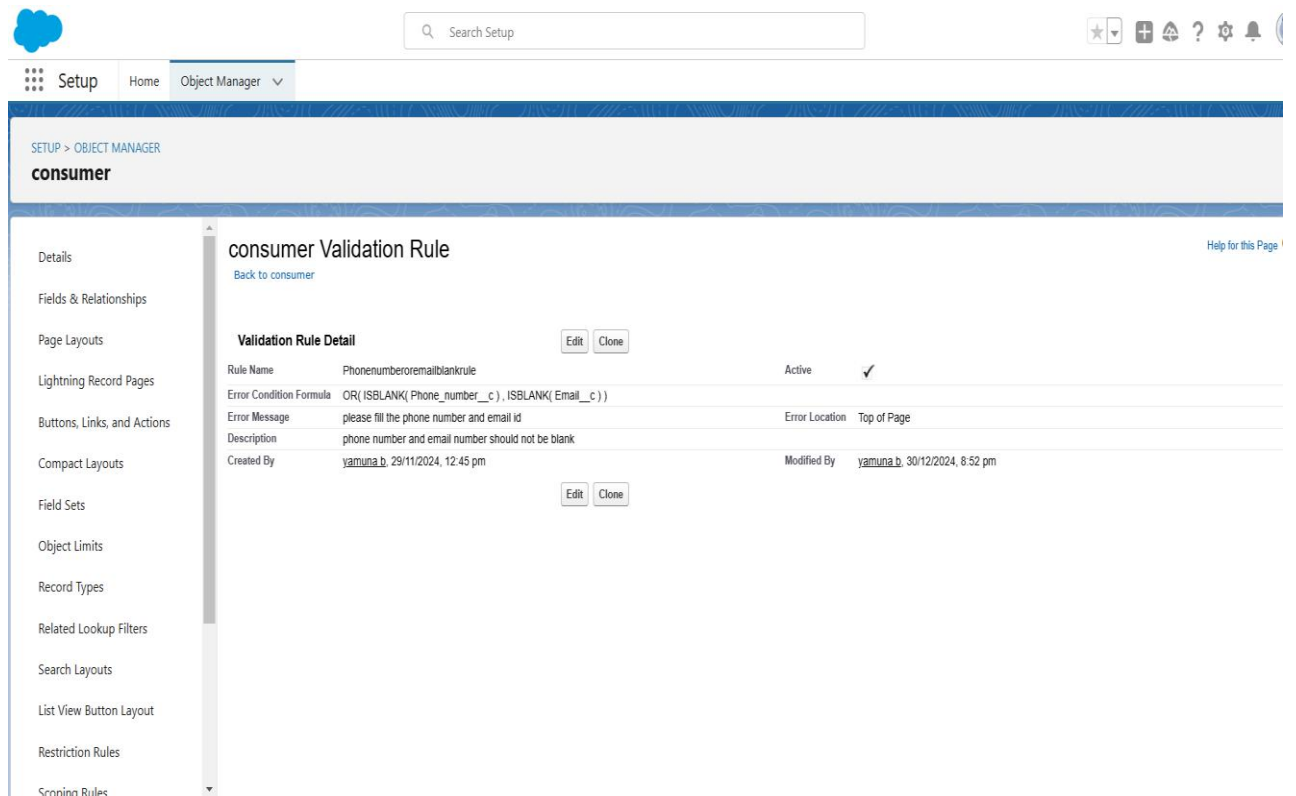 Search Setup
Setup Home Object Manager
SETUP > OBJECT MANAGER
consumer
Details
Fields & Relationships
Page Layouts
Lightning Record Pages
Buttons, Links, and Actions
Compact Layouts
Field Sets
Object Limits
Record Types
Related Lookup Filters
Search Layouts
List View Button Layout
Restriction Rules
Scoping Rules
consumer Validation Rule
Help for this Page
Back to consumer
Validation Rule Detail Edit Clone
Rule Name Phonenumberoremailblankrule Active ✓
Error Condition Formula OR( ISBLANK( Phone_number__c ) , ISBLANK( Email__c ) )
Error Message please fill the phone number and email id Error Location Top of Page
Description phone number and email number should not be blank
Created By yamuna b, 29/11/2024, 12:45 pm Modified By yamuna b, 30/12/2024, 8:52 pm
Edit Clone